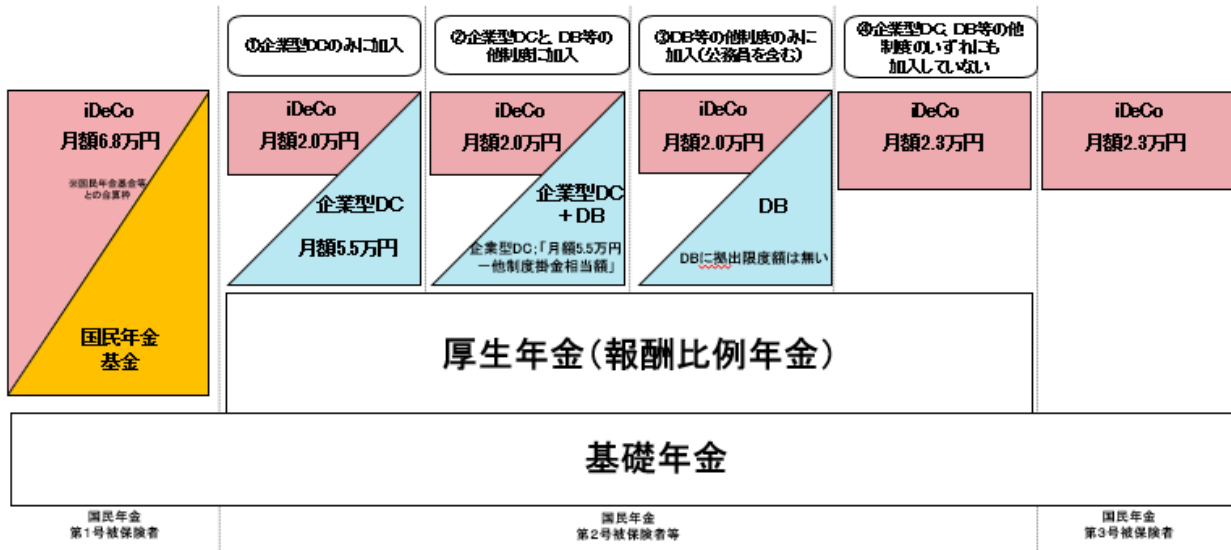 ①企業型DCのみに加入
②企業型DCと、DB等の
他制度に加入
③DB等の他制度のみに
加入(公務員を含む)
④企業型DC、DB等の他
制度のいずれにも
加入していない
iDeCo
月額6.8万円
※国民年金基金等
との合算枠
国民年金
基金
iDeCo
月額2.0万円
企業型DC
月額5.5万円
iDeCo
月額2.0万円
企業型DC
+DB
企業型DC:「月額5.5万円
－他制度掛金相当額」
iDeCo
月額2.0万円
DB
DBに拠出限度額は無い
iDeCo
月額2.3万円
iDeCo
月額2.3万円
厚生年金(報酬比例年金)
基礎年金
国民年金
第1号被保険者
国民年金
第2号被保険者等
国民年金
第3号被保険者